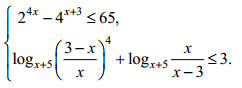 2^{4x} − 4^{x+3} ≤ 65,
log_{x+5} ((3−x)/x)^4 + log_{x+5} x/(x−3) ≤ 3.